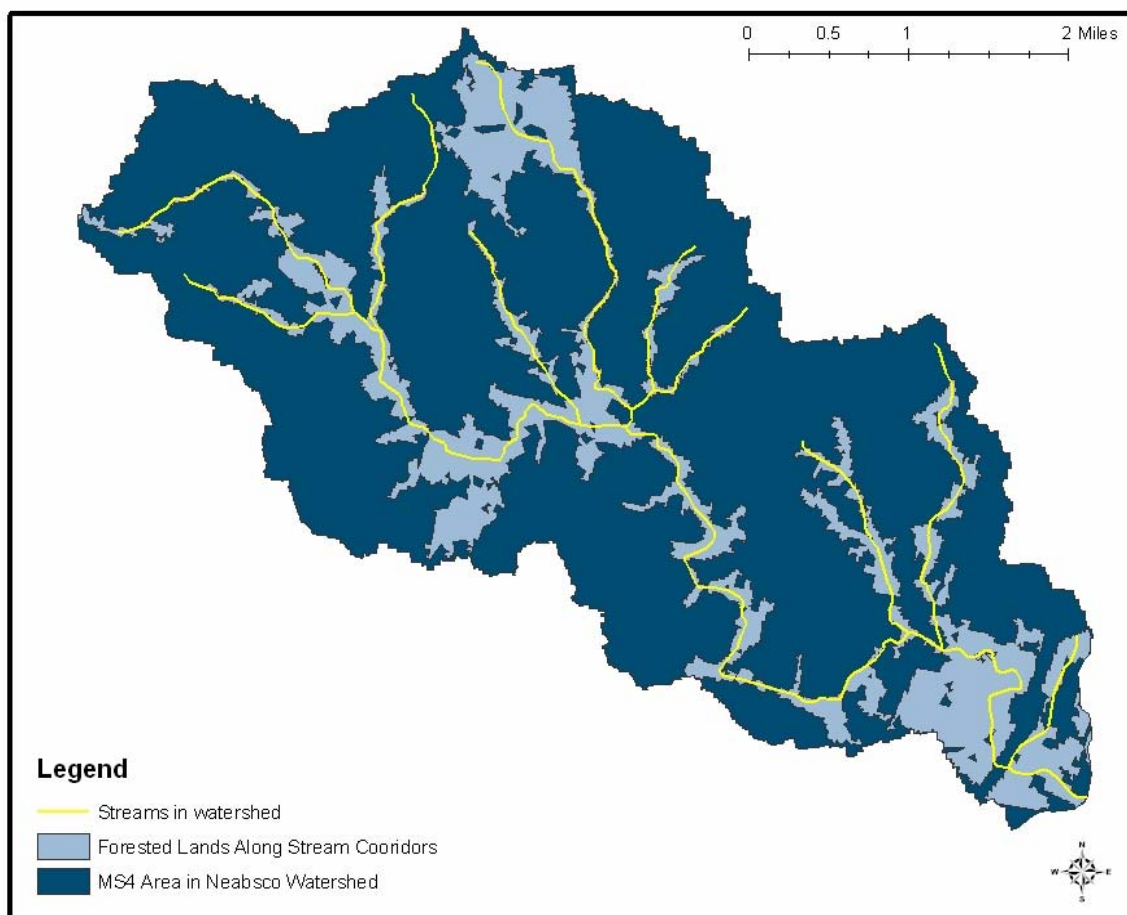 0 0.5 1 2 Miles
Legend
Streams in watershed
Forested Lands Along Stream Cooridors
MS4 Area in Neabsco Watershed
N
W E
S